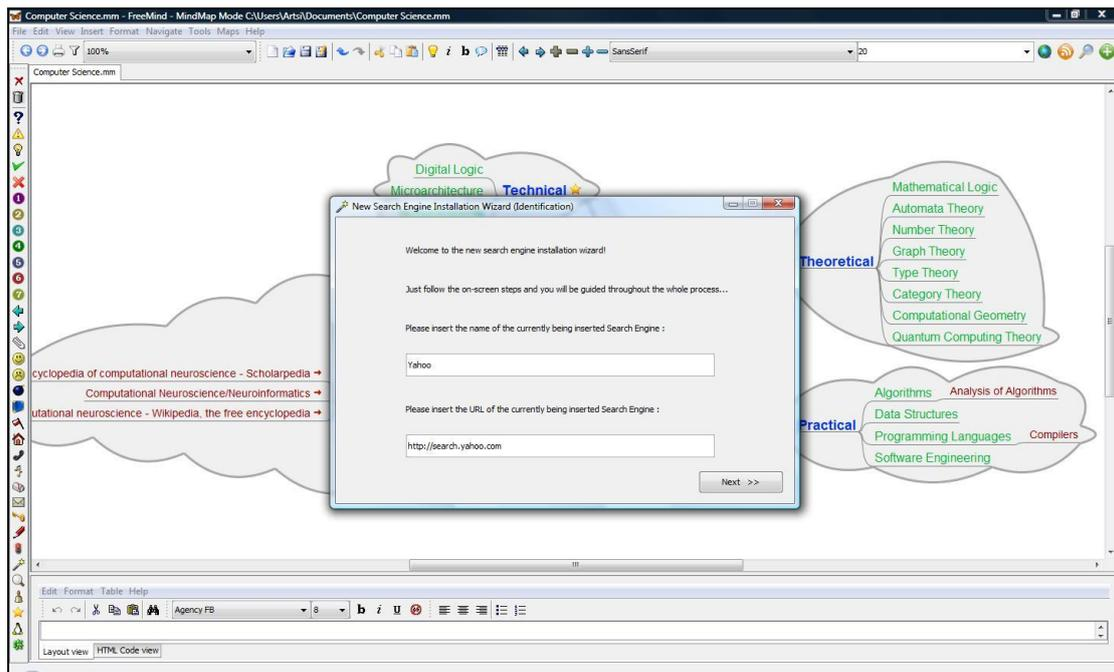 Computer Science.mm - FreeMind - MindMap Mode C:\Users\Artsi\Documents\Computer Science.mm
File Edit View Insert Format Navigate Tools Maps Help
100%
SansSerif
20
Computer Science.mm
Digital Logic
Microarchitecture
Technical
New Search Engine Installation Wizard (Identification)
Welcome to the new search engine installation wizard!
Just follow the on-screen steps and you will be guided throughout the whole process...
Please insert the name of the currently being inserted Search Engine :
Yahoo
Please insert the URL of the currently being inserted Search Engine :
http://search.yahoo.com
Next >>
cyclopedia of computational neuroscience - Scholarpedia
Computational Neuroscience/Neuroinformatics
utational neuroscience - Wikipedia, the free encyclopedia
Theoretical
Mathematical Logic
Automata Theory
Number Theory
Graph Theory
Type Theory
Category Theory
Computational Geometry
Quantum Computing Theory
Practical
Algorithms Analysis of Algorithms
Data Structures
Programming Languages Compilers
Software Engineering
Edit Format Table Help
Agency FB 8 b i u
Layout view HTML Code view